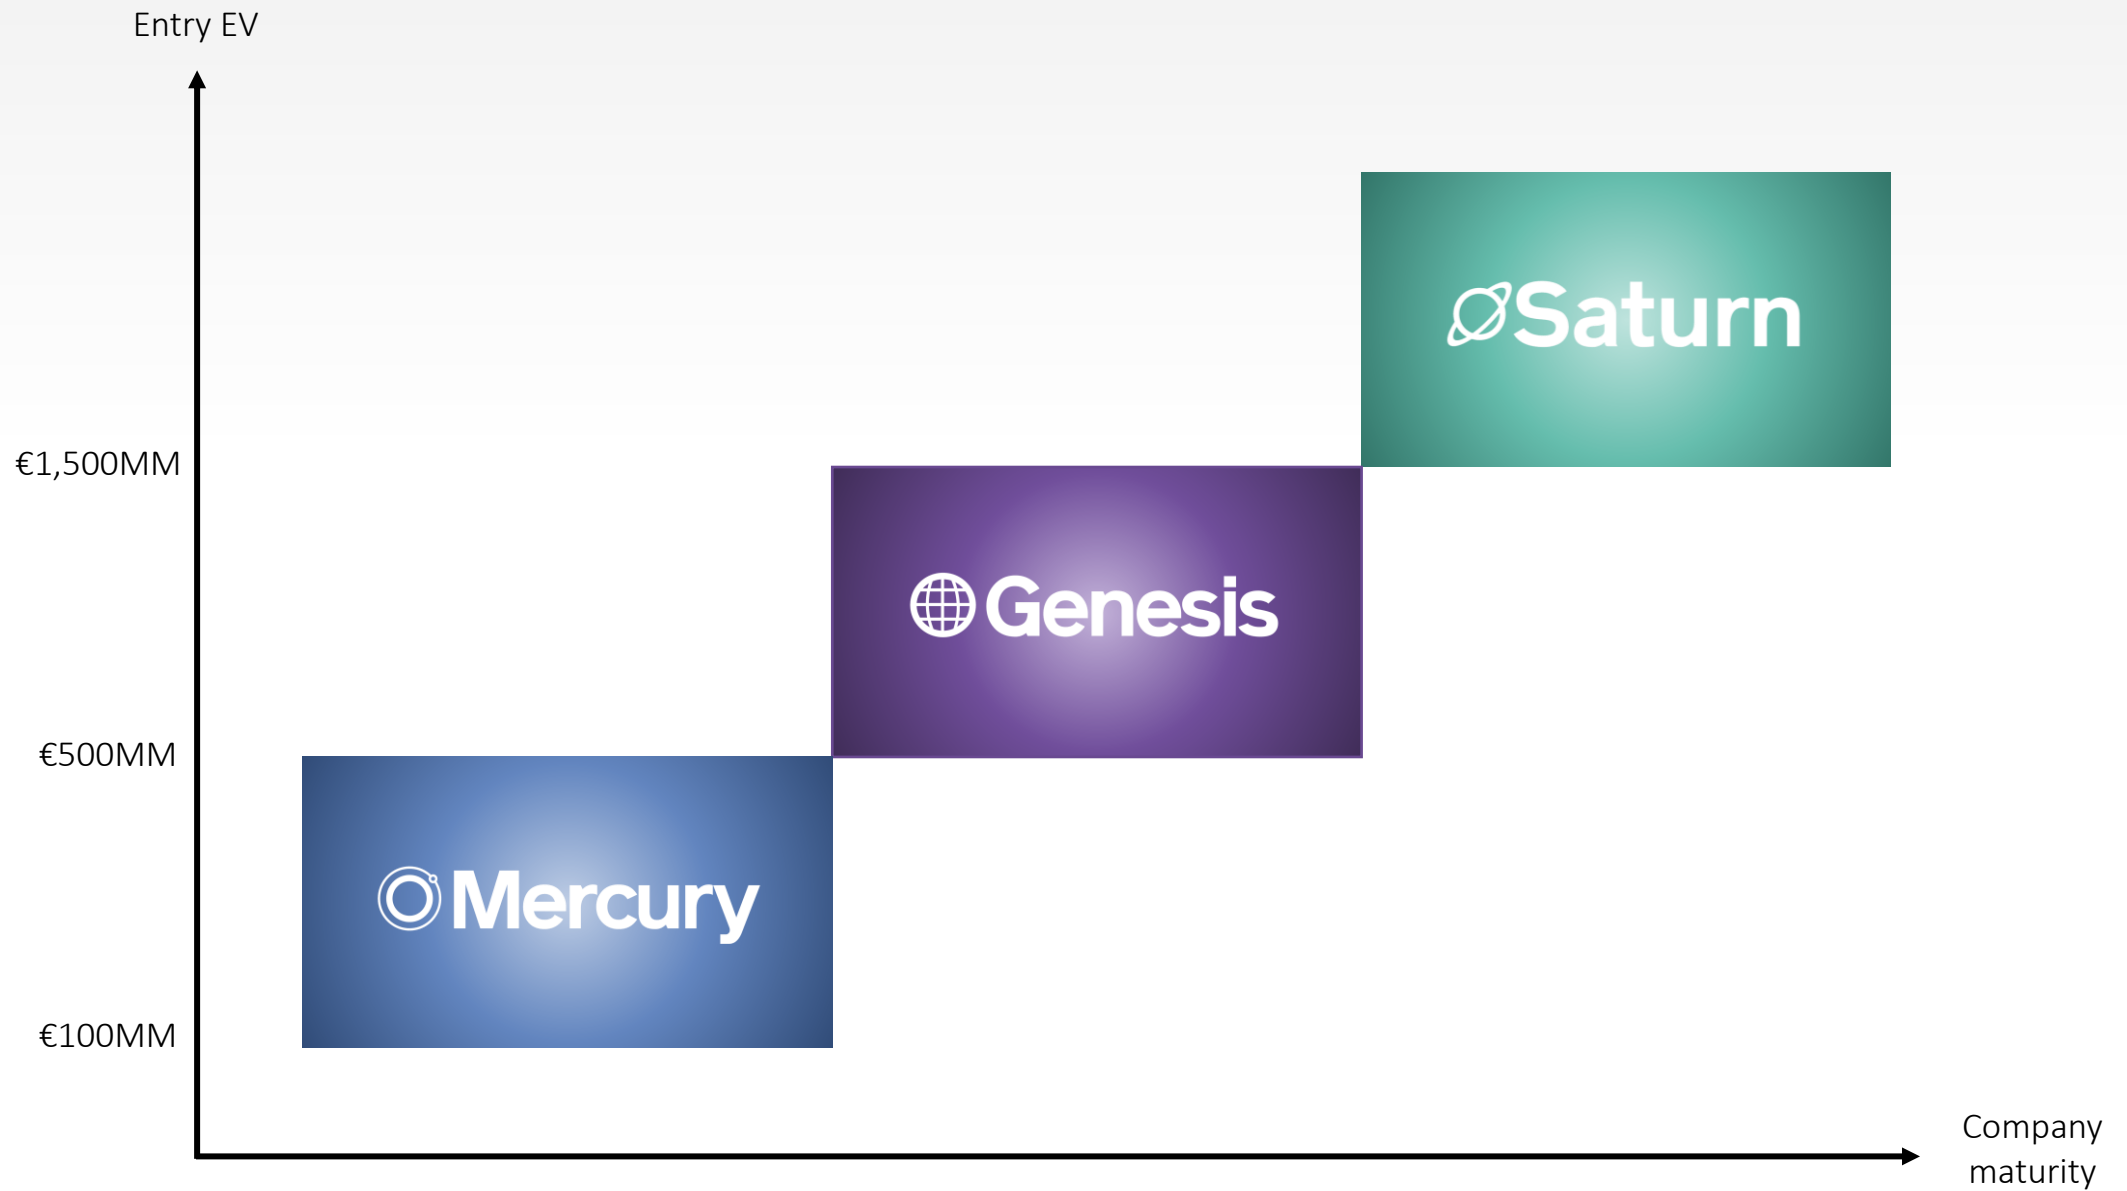 Entry EV
Saturn
€1,500MM
Genesis
€500MM
Mercury
€100MM
Company
maturity